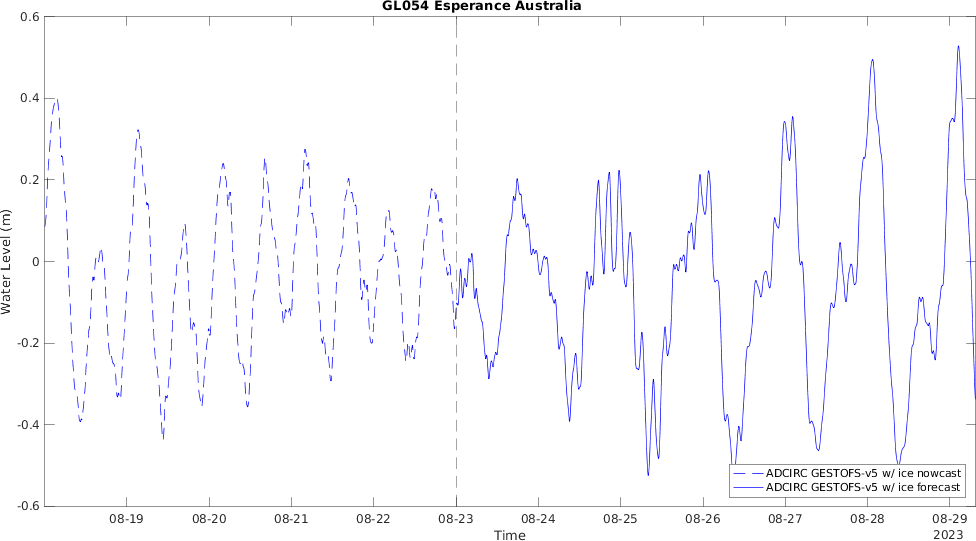 GL054 Esperance Australia
0.6
0.4
0.2
0
-0.2
-0.4
-0.6
Water Level (m)
ADCIRC GESTOFS-v5 w/ ice nowcast
ADCIRC GESTOFS-v5 w/ ice forecast
08-19 08-20 08-21 08-22 08-23 08-24 08-25 08-26 08-27 08-28 08-29
2023
Time